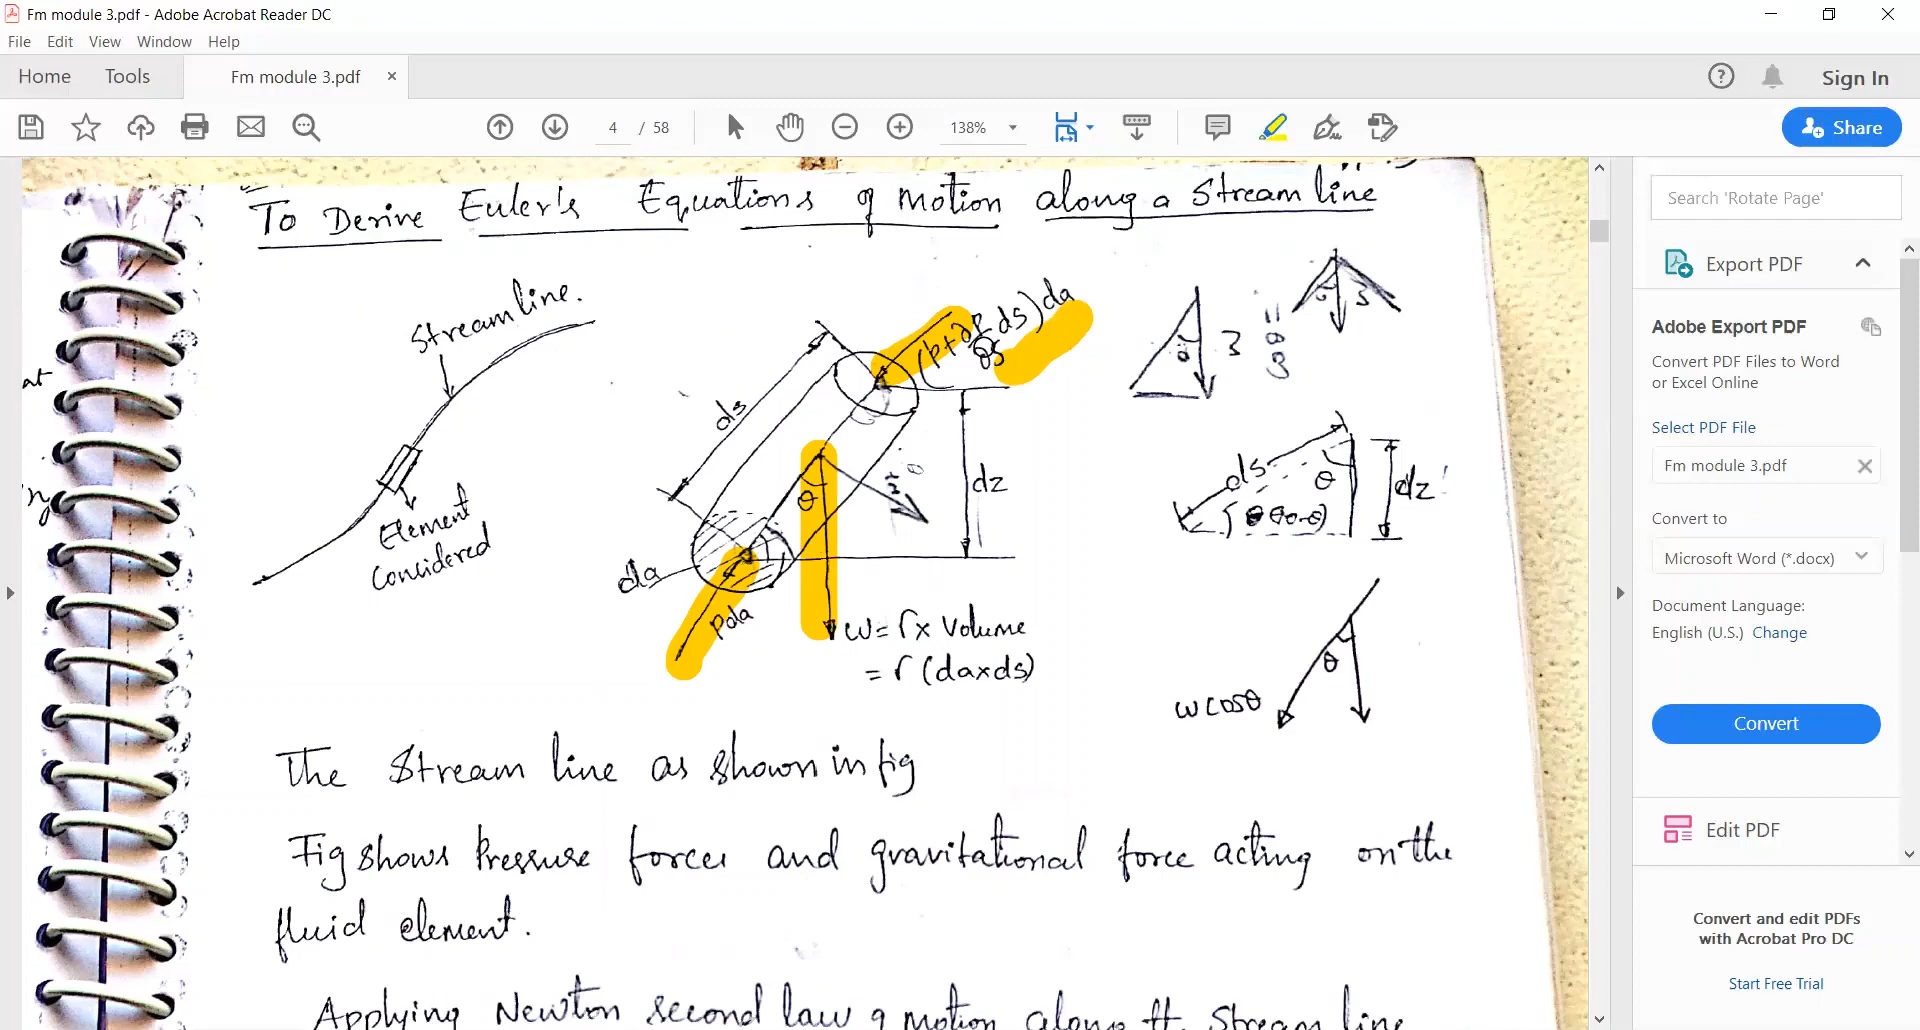 Fm module 3.pdf - Adobe Acrobat Reader DC
File Edit View Window Help
Home Tools Fm module 3.pdf × Sign In
4 / 58 138% Share
To Derive Euler's Equations of Motion along a Stream line
Stream line.
(p+∂p/∂s ds)da
ds
dz
θ
da
pda
Element
Considered
W = r x Volume
= r (daxds)
ds
θ
dz
θ
w cosθ
The Stream line as shown in fig
Fig shows Pressure forces and gravitational force acting on the
fluid element.
Applying Newton second law of motion along th Stream line
Search 'Rotate Page'
Export PDF
Adobe Export PDF
Convert PDF Files to Word
or Excel Online
Select PDF File
Fm module 3.pdf
Convert to
Microsoft Word (*.docx)
Document Language:
English (U.S.) Change
Convert
Edit PDF
Convert and edit PDFs
with Acrobat Pro DC
Start Free Trial